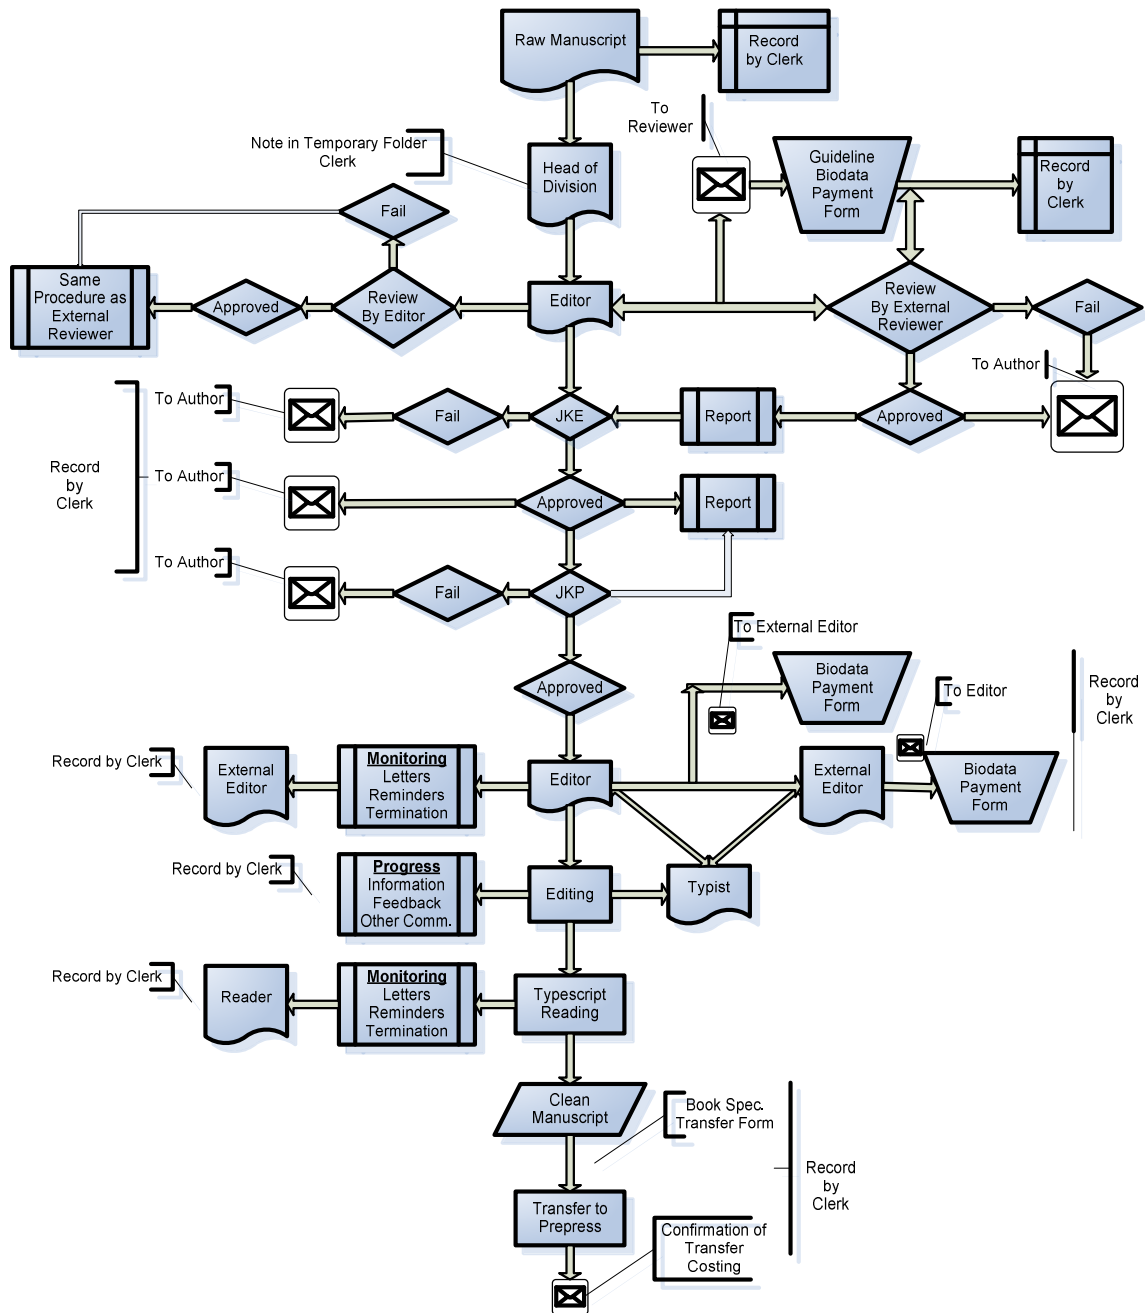 Raw Manuscript
Record
by Clerk
To
Reviewer
Note in Temporary Folder
Clerk
Head of
Division
Guideline
Biodata
Payment
Form
Record
by
Clerk
Fail
Same
Procedure as
External
Reviewer
Approved
Review
By Editor
Editor
Review
By External
Reviewer
Fail
To Author
To Author
Fail
JKE
Report
Approved
Record
by
Clerk
To Author
Approved
Report
To Author
Fail
JKP
To External Editor
Biodata
Payment
Form
To Editor
Record
by
Clerk
Approved
Record by Clerk
External
Editor
Monitoring
Letters
Reminders
Termination
Editor
External
Editor
Biodata
Payment
Form
Record by Clerk
Progress
Information
Feedback
Other Comm.
Editing
Typist
Record by Clerk
Reader
Monitoring
Letters
Reminders
Termination
Typescript
Reading
Clean
Manuscript
Book Spec.
Transfer Form
Record
by
Clerk
Transfer to
Prepress
Confirmation of
Transfer
Costing